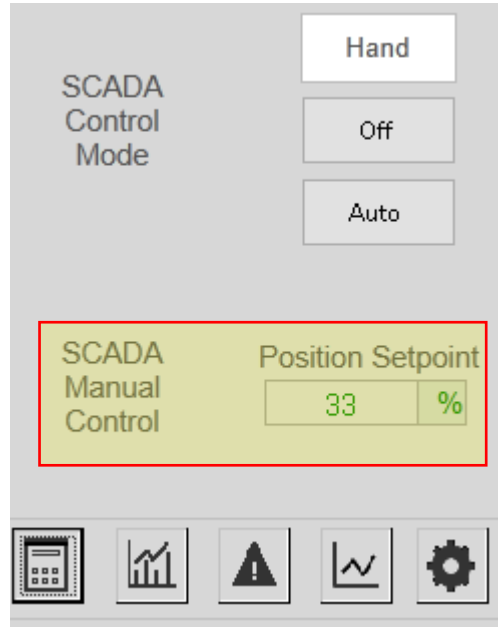 Hand
SCADA
Control
Mode
Off
Auto
SCADA
Manual
Control
Position Setpoint
33 %